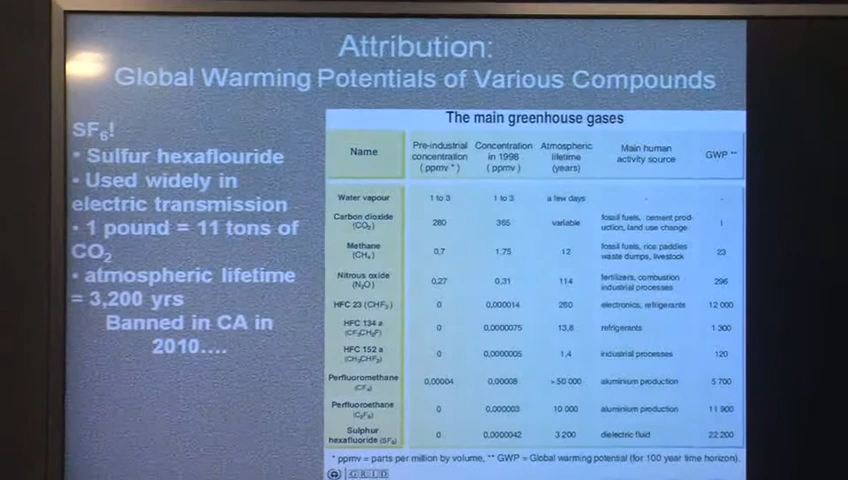 Attribution:
Global Warming Potentials of Various Compounds
SF6!
• Sulfur hexaflouride
• Used widely in
electric transmission
• 1 pound = 11 tons of
CO2
• atmospheric lifetime
= 3,200 yrs
Banned in CA in
2010....
The main greenhouse gases
Name Pre-industrial concentration (ppmv *) Concentration in 1998 (ppmv) Atmospheric lifetime (years) Main human activity source GWP **
Water vapour 1 to 3 1 to 3 a few days - -
Carbon dioxide (CO2) 280 365 variable fossil fuels, cement production, land use change 1
Methane (CH4) 0,7 1,75 12 fossil fuels, rice paddies waste dumps, livestock 23
Nitrous oxide (N2O) 0,27 0,31 114 fertilizers, combustion industrial processes 296
HFC 23 (CHF3) 0 0,000014 260 electronics, refrigerants 12 000
HFC 134 a (CF3CH2F) 0 0,0000075 13,8 refrigerants 1 300
HFC 152 a (CH3CHF2) 0 0,0000005 1,4 industrial processes 120
Perfluoromethane (CF4) 0,00004 0,00008 >50 000 aluminium production 5 700
Perfluoroethane (C2F6) 0 0,000003 10 000 aluminium production 11 900
Sulphur hexafluoride (SF6) 0 0,0000042 3 200 dielectric fluid 22 200
* ppmv = parts per million by volume, ** GWP = Global warming potential (for 100 year time horizon).
GRID